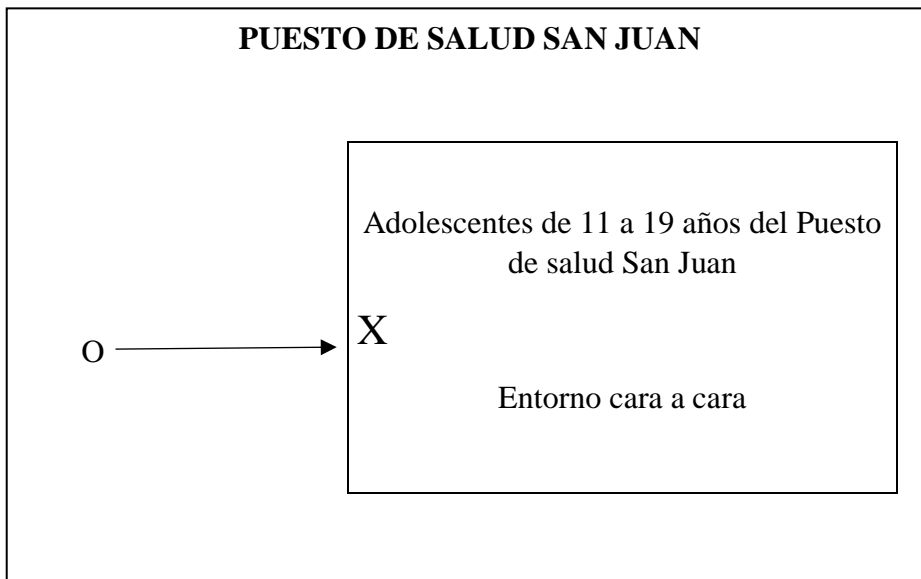 PUESTO DE SALUD SAN JUAN
Adolescentes de 11 a 19 años del Puesto
de salud San Juan
X
O
Entorno cara a cara